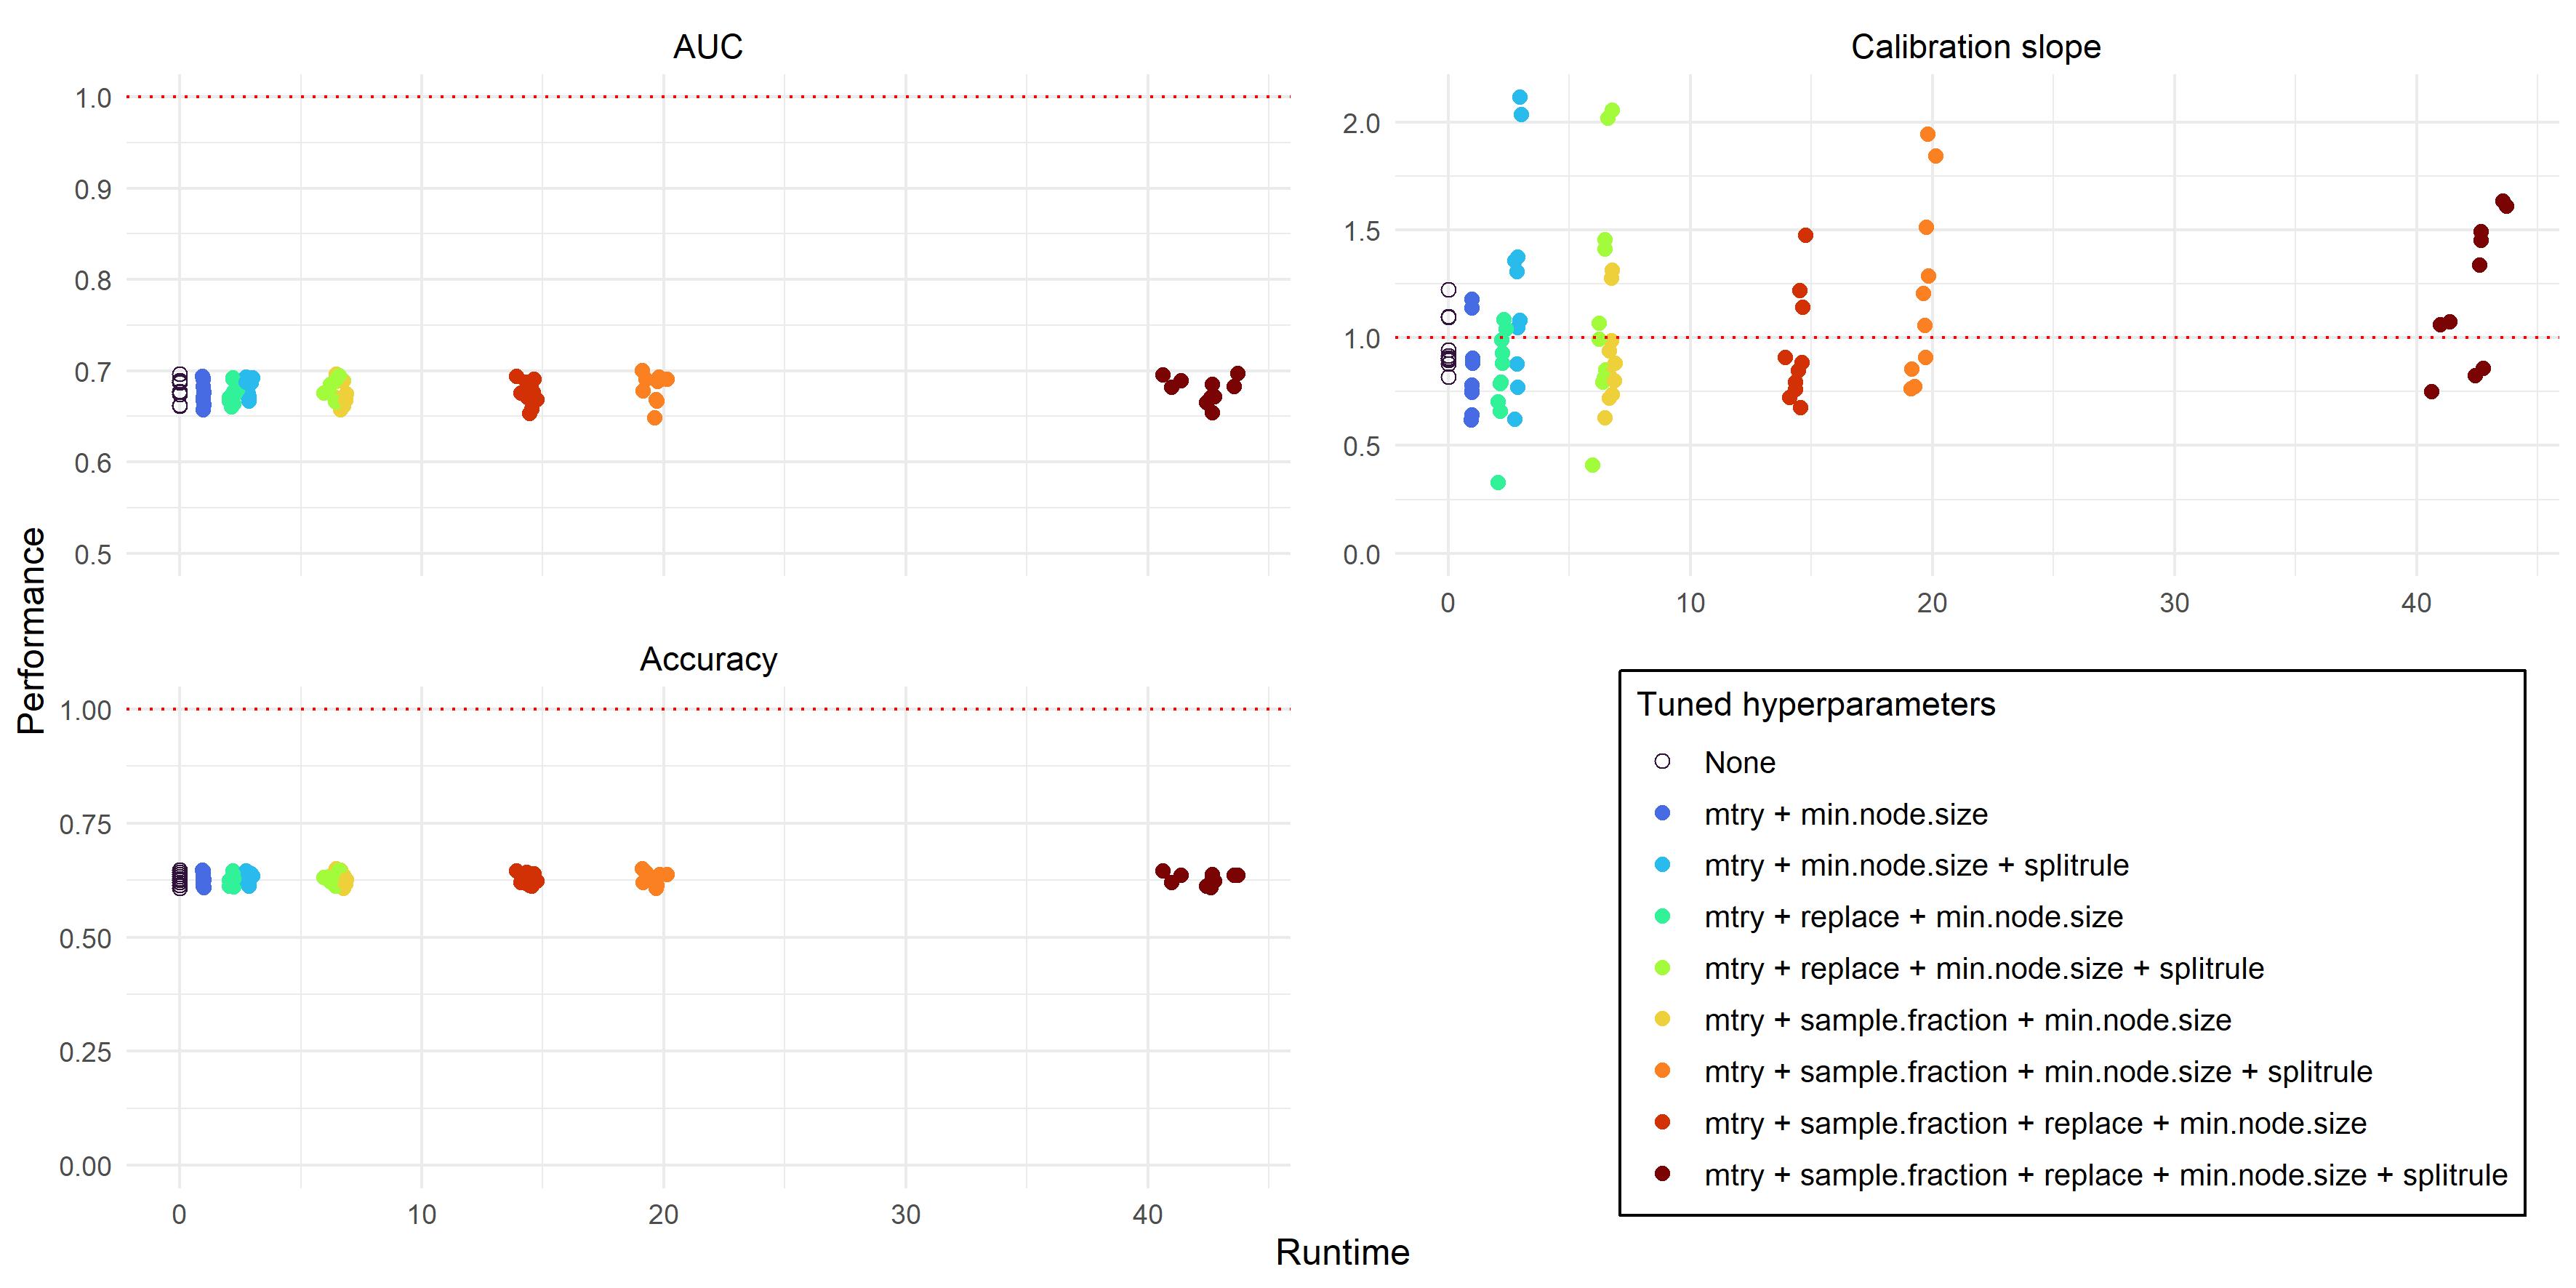 AUC
1.0
0.9
0.8
0.7
0.6
0.5
Calibration slope
2.0
1.5
1.0
0.5
0.0
0 10 20 30 40
Performance
Accuracy
1.00
0.75
0.50
0.25
0.00
0 10 20 30 40
Runtime
Tuned hyperparameters
None
mtry + min.node.size
mtry + min.node.size + splitrule
mtry + replace + min.node.size
mtry + replace + min.node.size + splitrule
mtry + sample.fraction + min.node.size
mtry + sample.fraction + min.node.size + splitrule
mtry + sample.fraction + replace + min.node.size
mtry + sample.fraction + replace + min.node.size + splitrule